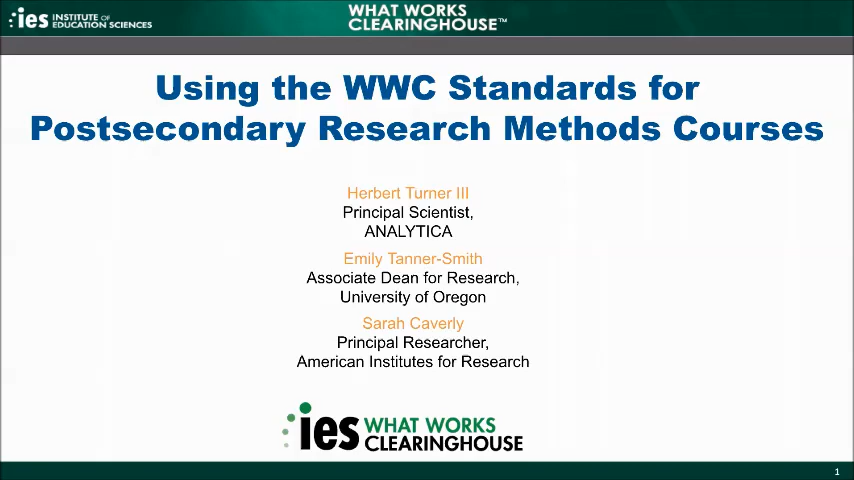 ies INSTITUTE OF
EDUCATION SCIENCES
WHAT WORKS
CLEARINGHOUSE™
Using the WWC Standards for
Postsecondary Research Methods Courses
Herbert Turner III
Principal Scientist,
ANALYTICA
Emily Tanner-Smith
Associate Dean for Research,
University of Oregon
Sarah Caverly
Principal Researcher,
American Institutes for Research
ies WHAT WORKS
CLEARINGHOUSE
1